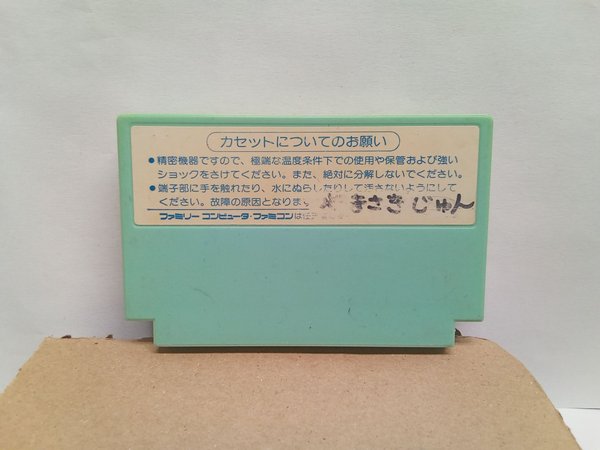 カセットについてのお願い
●精密機器ですので、極端な温度条件下での使用や保管および強い
ショックをさけてください。また、絶対に分解しないでください。
●端子部に手を触れたり、水にぬらしたりして汚さないようにして
ください。故障の原因となります
まさきじゅん
ファミリーコンピュータ・ファミコンは任